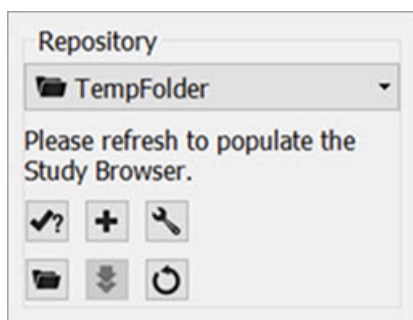 Repository
TempFolder
Please refresh to populate the
Study Browser.
?